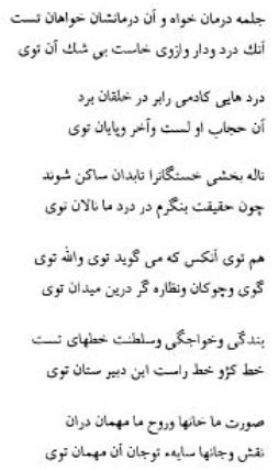 جلمه درمان خواه و آن درمانشان خواهان تست
آنك درد ودار وازوی خاست بی شك آن توی
درد هایی كادمی رابر در خلقان برد
آن حجاب او لست وآخر وپایان توی
ناله بخشی خستگانرا تابدان ساكن شوند
چون حقیقت بنگرم در درد ما نالان توی
هم توی آنكس كه می گوید توی والله توی
گوی وچوكان ونظاره گر درین میدان توی
بندگی وخواجگی وسلطنت خطهای تست
خط كژو خط راست این دبیر ستان توی
صورت ما خانها وروح ما مهمان دران
نقش وجانها سایهء توجان آن مهمان توی